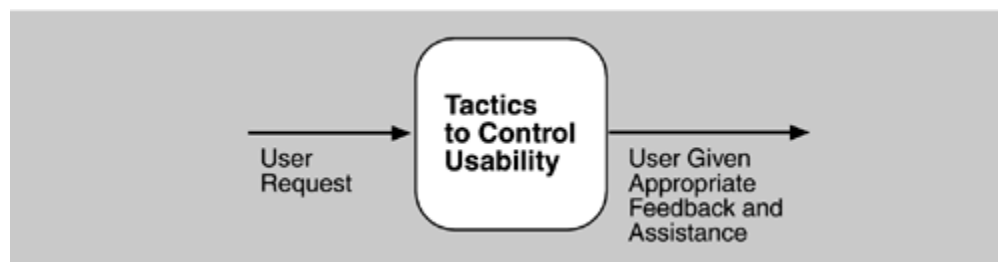 User
Request
Tactics
to Control
Usability
User Given
Appropriate
Feedback and
Assistance